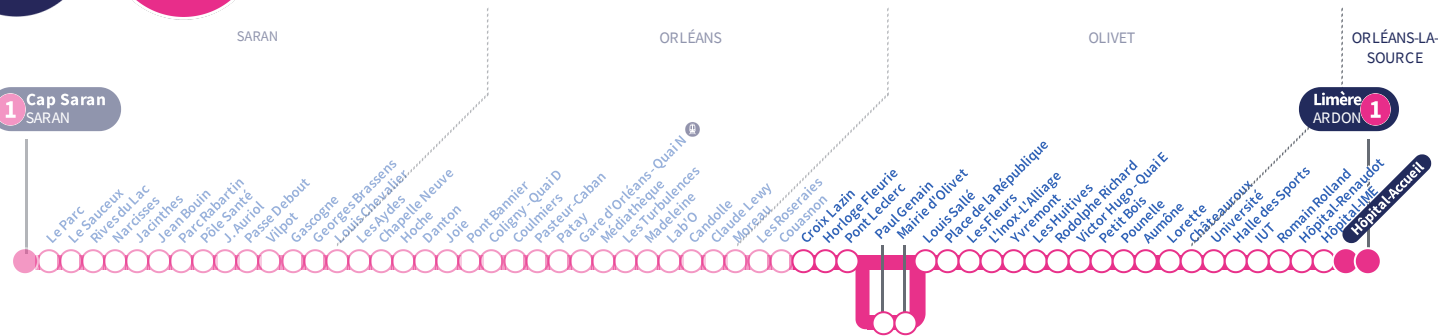 SARAN
ORLÉANS
OLIVET
ORLÉANS-LA-
SOURCE
1
Cap Saran
SARAN
Limère
ARDON
1
Le Parc
Le Sauceux
Rives du Lac
Narcisses
Jacinthes
Jean Bouin
Parc Rabartin
Pôle Santé
J. Auriol
Passe Debout
Vilpot
Gascogne
Georges Brassens
Louis Chevalier
Les Aydes
Chapelle Neuve
Hoche
Danton
Joie
Pont Bannier
Coligny - Quai D
Coulmiers
Pasteur-Caban
Patay
Gare d'Orléans - Quai N
Médiathèque
Les Turbulences
Madeleine
Lab'O
Candolle
Claude Lewy
Moreau
Les Roseraies
Couasnon
Croix Lazin
Horloge Fleurie
Pont Leclerc
Paul Genain
Mairie d'Olivet
Louis Sallé
Place de la République
Les Fleurs
L'Inox-L'Alliage
Yvremont
Les Huitives
Rodolphe Richard
Victor Hugo - Quai E
Petit Bois
Poumelle
Aumône
Lorette
Châteauroux
Université
Halle des Sports
IUT
Romain Rolland
Hôpital-Renaudot
Hôpital-IME
Hôpital-Accueil